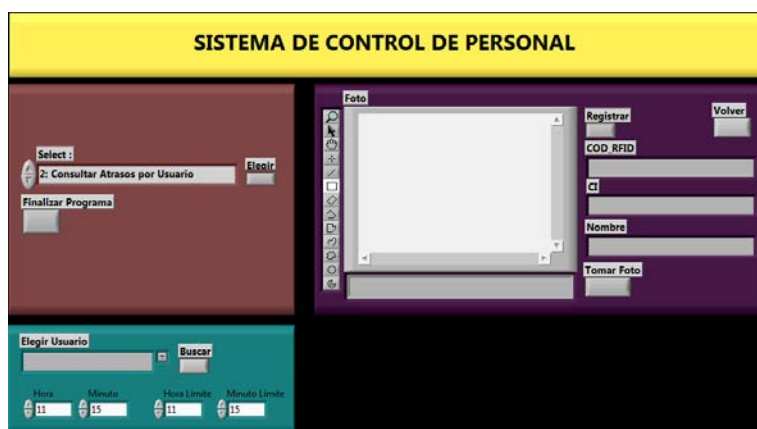 SISTEMA DE CONTROL DE PERSONAL
Select :
2: Consultar Atrasos por Usuario
Elegir
Finalizar Programa
Foto
Registrar
Volver
COD_RFID
CI
Nombre
Tomar Foto
Elegir Usuario
Buscar
Hora Minuto Hora Limite Minuto Limite
11 15 11 15